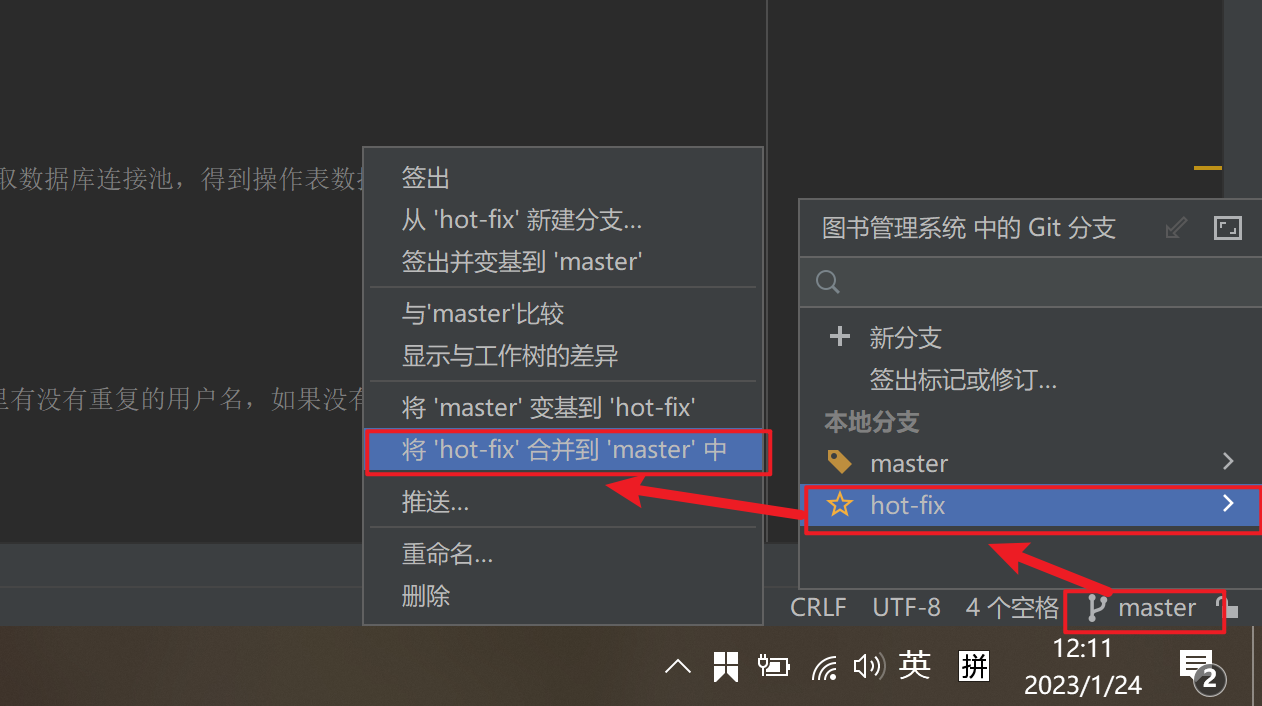 取数据库连接池，得到操作表数
里有没有重复的用户名，如果没有
签出
从 'hot-fix' 新建分支...
签出并变基到 'master'
与'master'比较
显示与工作树的差异
将 'master' 变基到 'hot-fix'
将 'hot-fix' 合并到 'master' 中
推送...
重命名...
删除
图书管理系统 中的 Git 分支
新分支
签出标记或修订...
本地分支
master
hot-fix
CRLF UTF-8 4 个空格 master
英 拼 12:11
2023/1/24 2